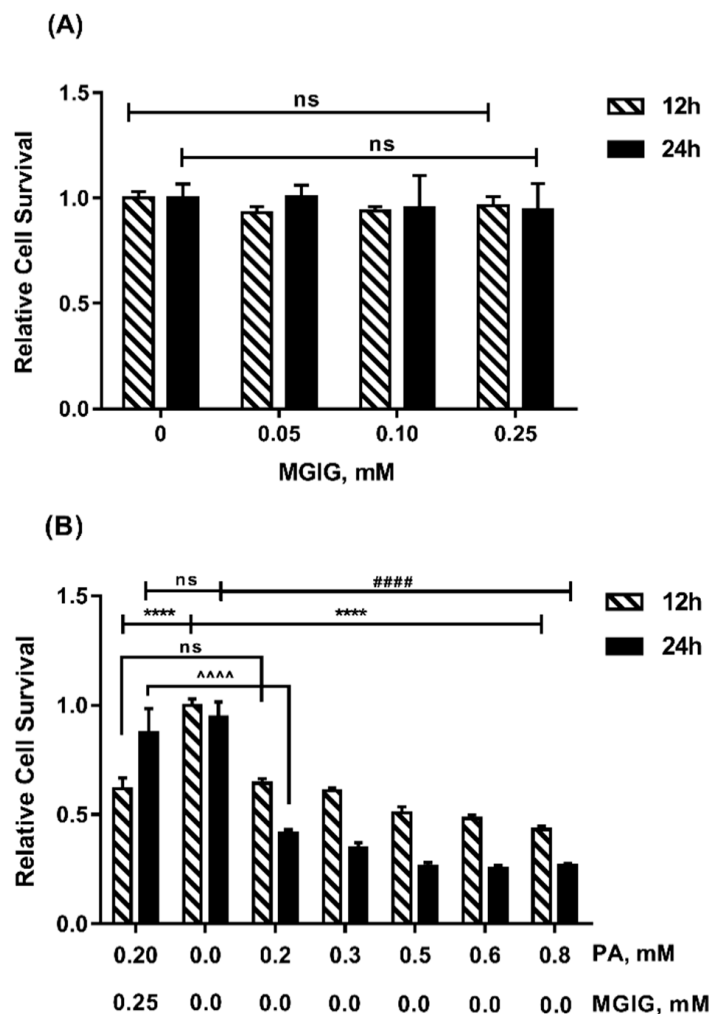 (A)
1.5
1.0
0.5
0.0
Relative Cell Survival
ns
ns
12h
24h
0 0.05 0.10 0.25
MGIG, mM
(B)
1.5
1.0
0.5
0.0
Relative Cell Survival
ns ####
**** ****
ns
^^^^
12h
24h
0.20 0.0 0.2 0.3 0.5 0.6 0.8 PA, mM
0.25 0.0 0.0 0.0 0.0 0.0 0.0 MGIG, mM